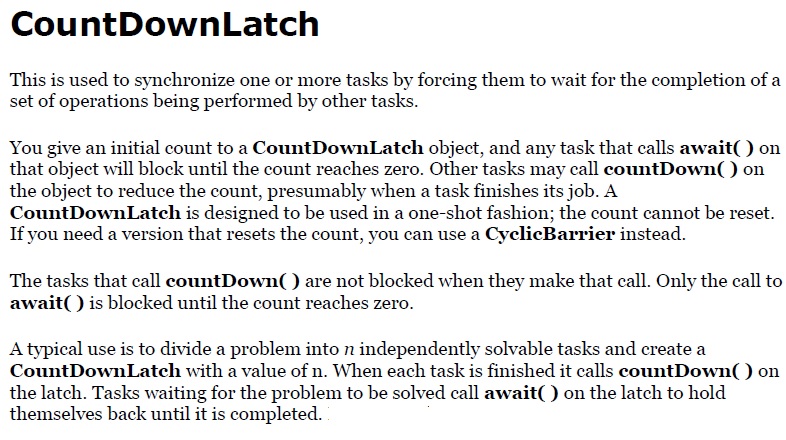 CountDownLatch
This is used to synchronize one or more tasks by forcing them to wait for the completion of a
set of operations being performed by other tasks.
You give an initial count to a CountDownLatch object, and any task that calls await( ) on
that object will block until the count reaches zero. Other tasks may call countDown( ) on
the object to reduce the count, presumably when a task finishes its job. A
CountDownLatch is designed to be used in a one-shot fashion; the count cannot be reset.
If you need a version that resets the count, you can use a CyclicBarrier instead.
The tasks that call countDown( ) are not blocked when they make that call. Only the call to
await( ) is blocked until the count reaches zero.
A typical use is to divide a problem into n independently solvable tasks and create a
CountDownLatch with a value of n. When each task is finished it calls countDown( ) on
the latch. Tasks waiting for the problem to be solved call await( ) on the latch to hold
themselves back until it is completed.